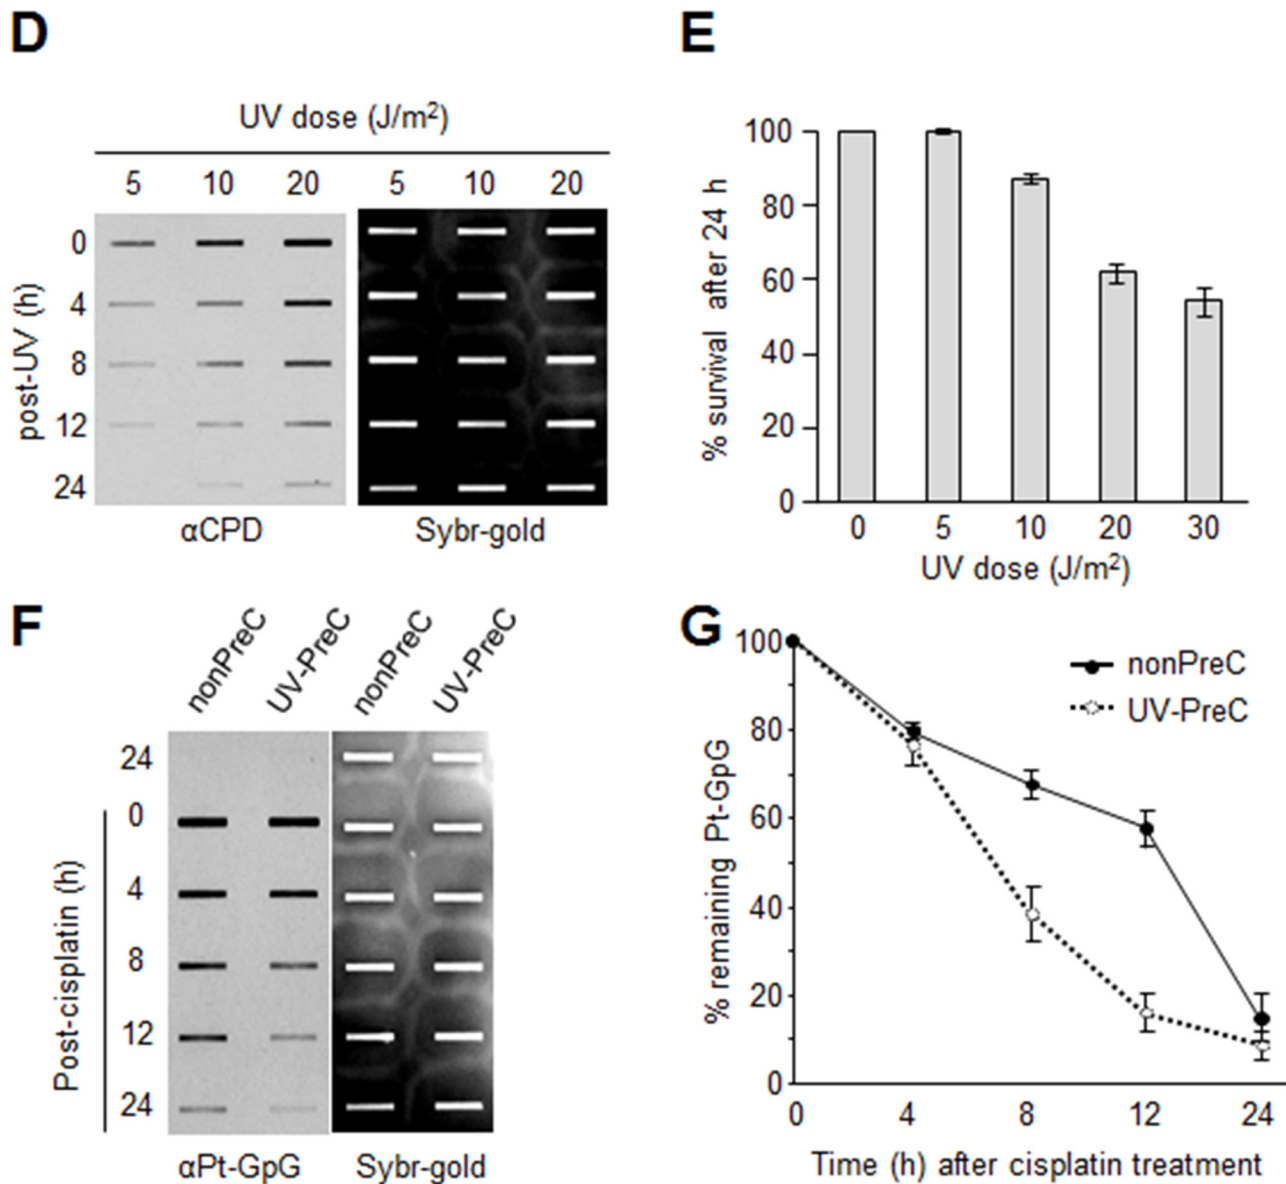 D
UV dose (J/m²)
5 10 20 5 10 20
post-UV (h)
0
4
8
12
24
αCPD Sybr-gold
E
% survival after 24 h
100
80
60
40
20
0
0 5 10 20 30
UV dose (J/m²)
F
nonPreC UV-PreC nonPreC UV-PreC
24
Post-cisplatin (h)
0
4
8
12
24
αPt-GpG Sybr-gold
G
% remaining Pt-GpG
100
80
60
40
20
0
nonPreC
UV-PreC
0 4 8 12 24
Time (h) after cisplatin treatment